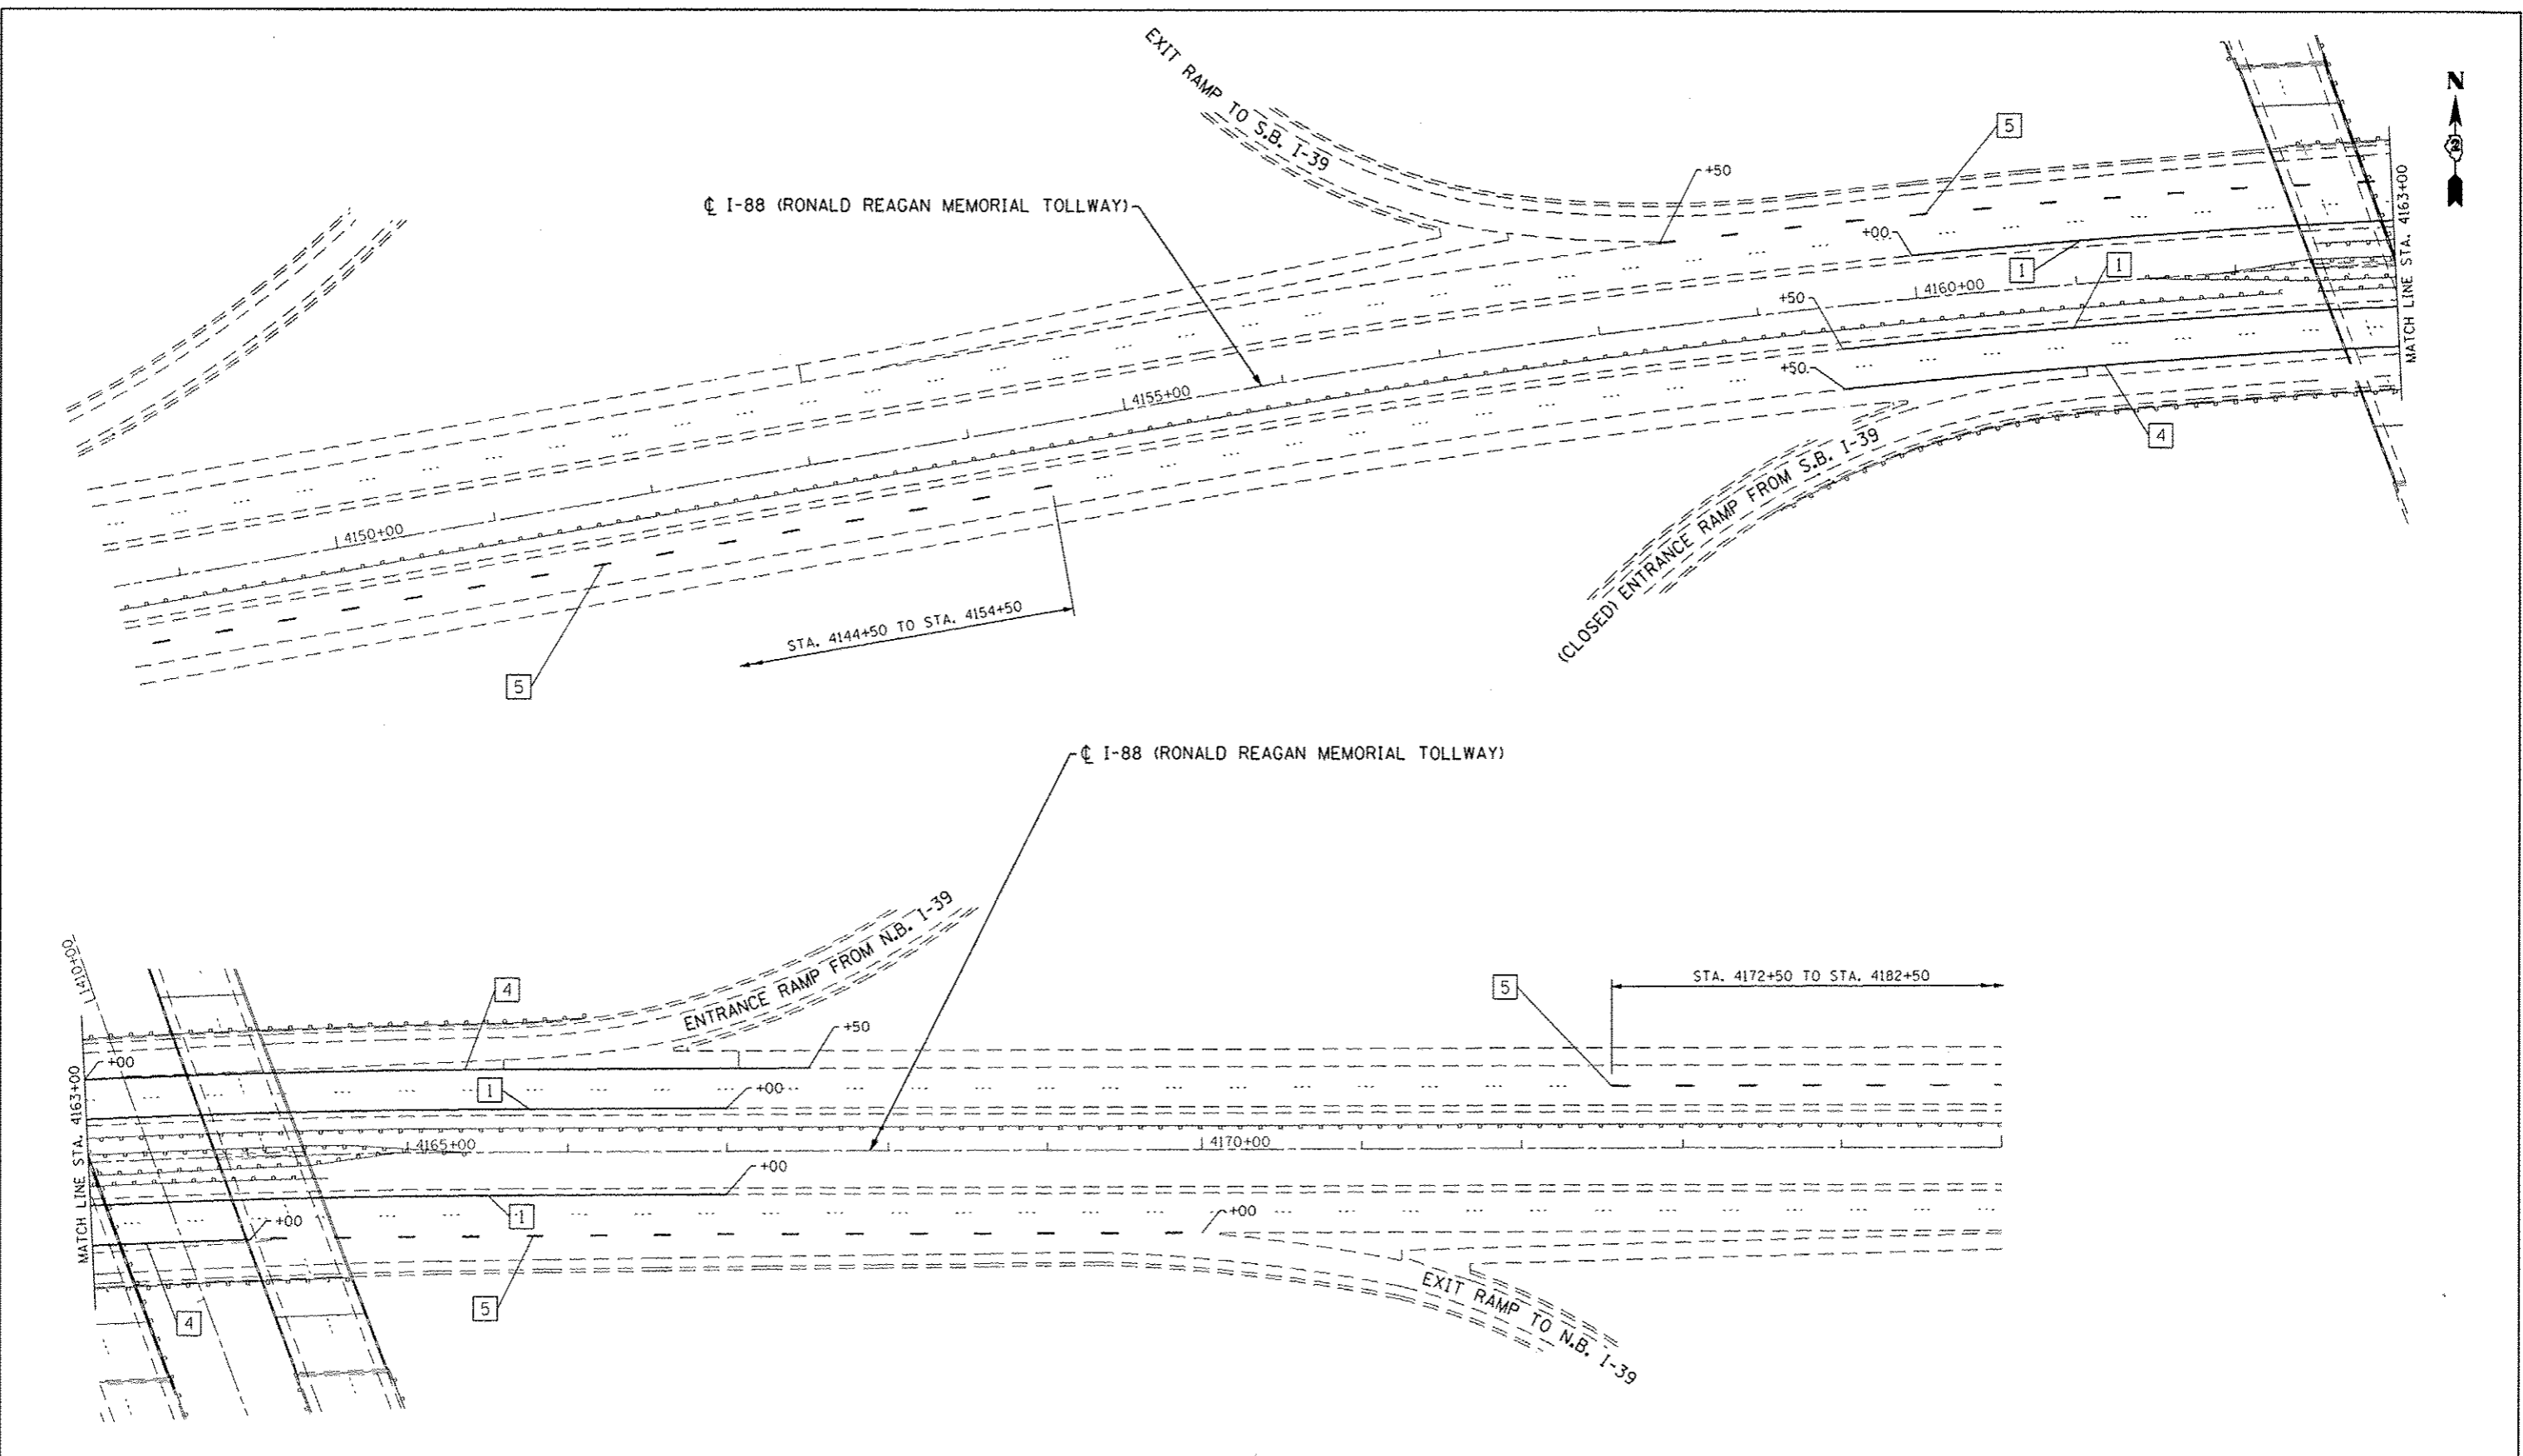 EXIT RAMP TO S.B. I-39
N
2
5
+50
℄ I-88 (RONALD REAGAN MEMORIAL TOLLWAY)
+00
1
1
MATCH LINE STA. 4163+00
4160+00
+50
+50
4155+00
4
4150+00
(CLOSED) ENTRANCE RAMP FROM S.B. I-39
STA. 4144+50 TO STA. 4154+50
5
℄ I-88 (RONALD REAGAN MEMORIAL TOLLWAY)
ENTRANCE RAMP FROM N.B. I-39
1410+00
4
5
STA. 4172+50 TO STA. 4182+50
+50
+00
1
+00
MATCH LINE STA. 4163+00
4165+00
4170+00
+00
1
+00
+00
5
4
EXIT RAMP TO N.B. I-39